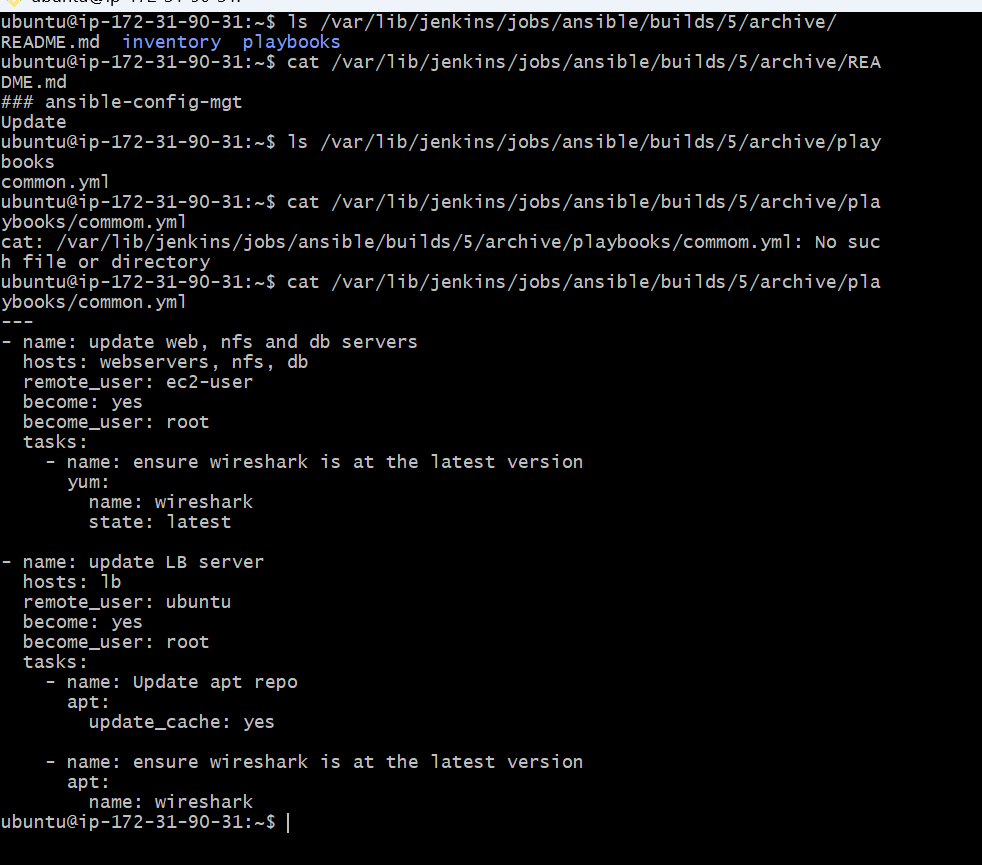 ubuntu@ip-172-31-90-31:~$ ls /var/lib/jenkins/jobs/ansible/builds/5/archive/
README.md  inventory  playbooks
ubuntu@ip-172-31-90-31:~$ cat /var/lib/jenkins/jobs/ansible/builds/5/archive/REA
DME.md
### ansible-config-mgt
Update
ubuntu@ip-172-31-90-31:~$ ls /var/lib/jenkins/jobs/ansible/builds/5/archive/play
books
common.yml
ubuntu@ip-172-31-90-31:~$ cat /var/lib/jenkins/jobs/ansible/builds/5/archive/pla
ybooks/commom.yml
cat: /var/lib/jenkins/jobs/ansible/builds/5/archive/playbooks/commom.yml: No suc
h file or directory
ubuntu@ip-172-31-90-31:~$ cat /var/lib/jenkins/jobs/ansible/builds/5/archive/pla
ybooks/common.yml
---
- name: update web, nfs and db servers
  hosts: webservers, nfs, db
  remote_user: ec2-user
  become: yes
  become_user: root
  tasks:
    - name: ensure wireshark is at the latest version
      yum:
        name: wireshark
        state: latest

- name: update LB server
  hosts: lb
  remote_user: ubuntu
  become: yes
  become_user: root
  tasks:
    - name: Update apt repo
      apt:
        update_cache: yes

    - name: ensure wireshark is at the latest version
      apt:
        name: wireshark
ubuntu@ip-172-31-90-31:~$